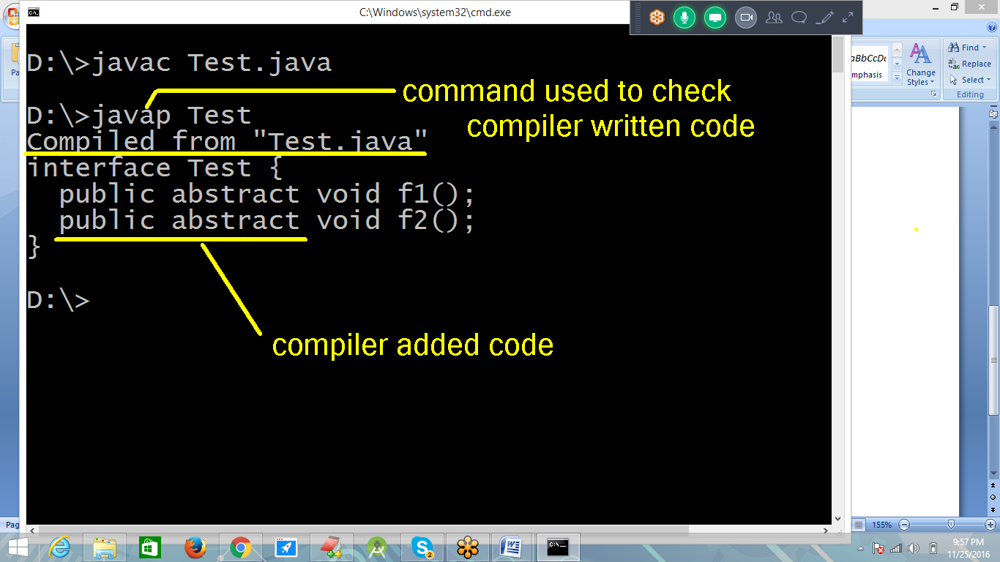 C:\Windows\system32\cmd.exe
D:\>javac Test.java
command used to check
compiler written code
D:\>javap Test
Compiled from "Test.java"
interface Test {
  public abstract void f1();
  public abstract void f2();
}
D:\>
compiler added code
Find
Replace
Select
Editing
Change
Styles
mphasis
Pa
Pag
155%
9:57 PM
11/25/2016